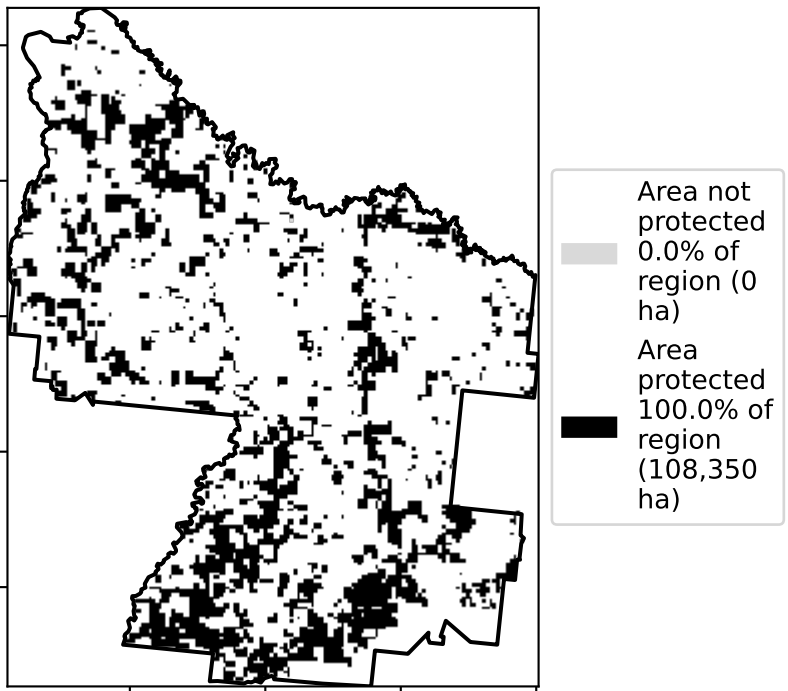 Area not
protected
0.0% of
region (0
ha)
Area
protected
100.0% of
region
(108,350
ha)